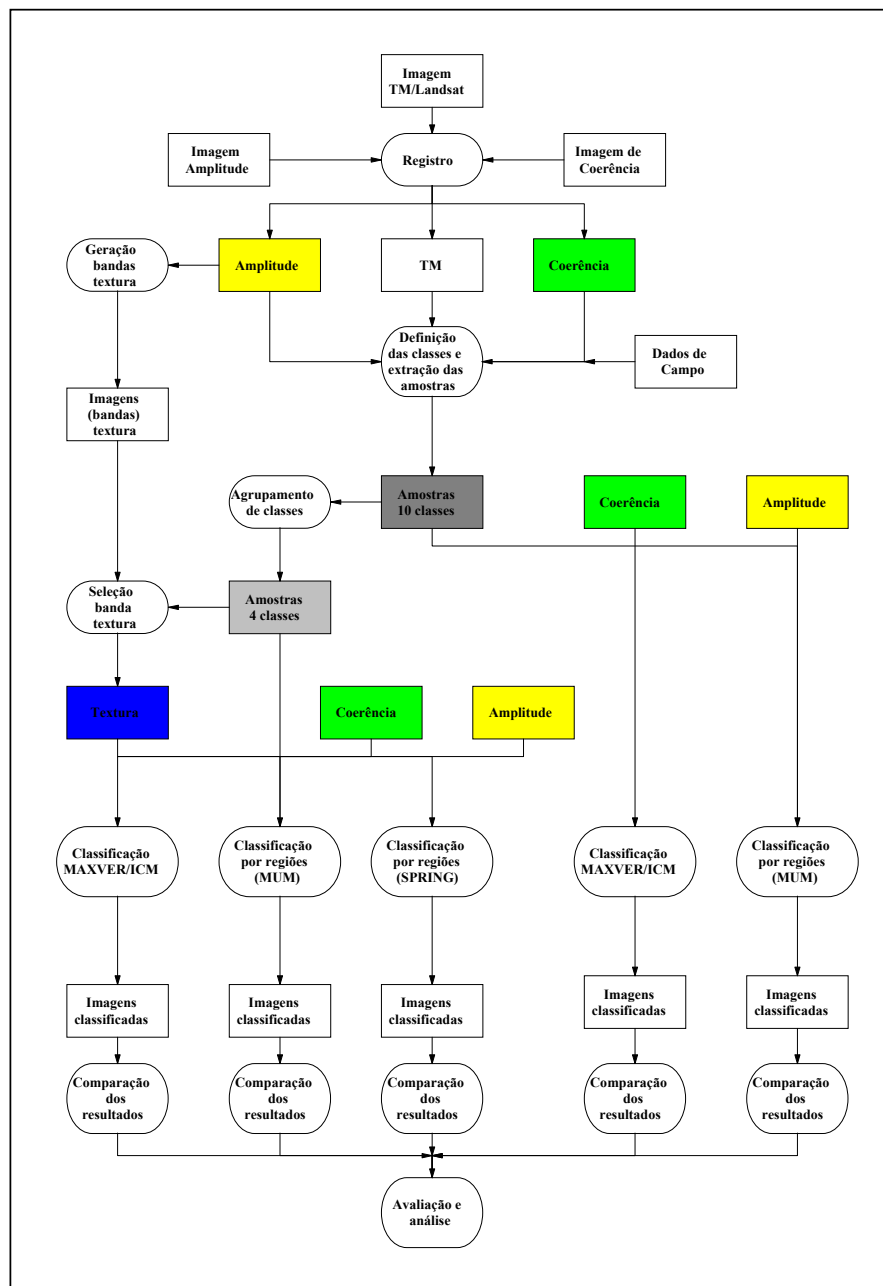 Imagem
TM/Landsat
Imagem
Amplitude
Registro
Imagem de
Coerência
Geração
bandas
textura
Amplitude
TM
Coerência
Definição
das classes e
extração das
amostras
Dados de
Campo
Imagens
(bandas)
textura
Agrupamento
de classes
Amostras
10 classes
Coerência
Amplitude
Seleção
banda
textura
Amostras
4 classes
Textura
Coerência
Amplitude
Classificação
MAXVER/ICM
Classificação
por regiões
(MUM)
Classificação
por regiões
(SPRING)
Classificação
MAXVER/ICM
Classificação
por regiões
(MUM)
Imagens
classificadas
Imagens
classificadas
Imagens
classificadas
Imagens
classificadas
Imagens
classificadas
Comparação
dos
resultados
Comparação
dos
resultados
Comparação
dos
resultados
Comparação
dos
resultados
Comparação
dos
resultados
Avaliação e
análise